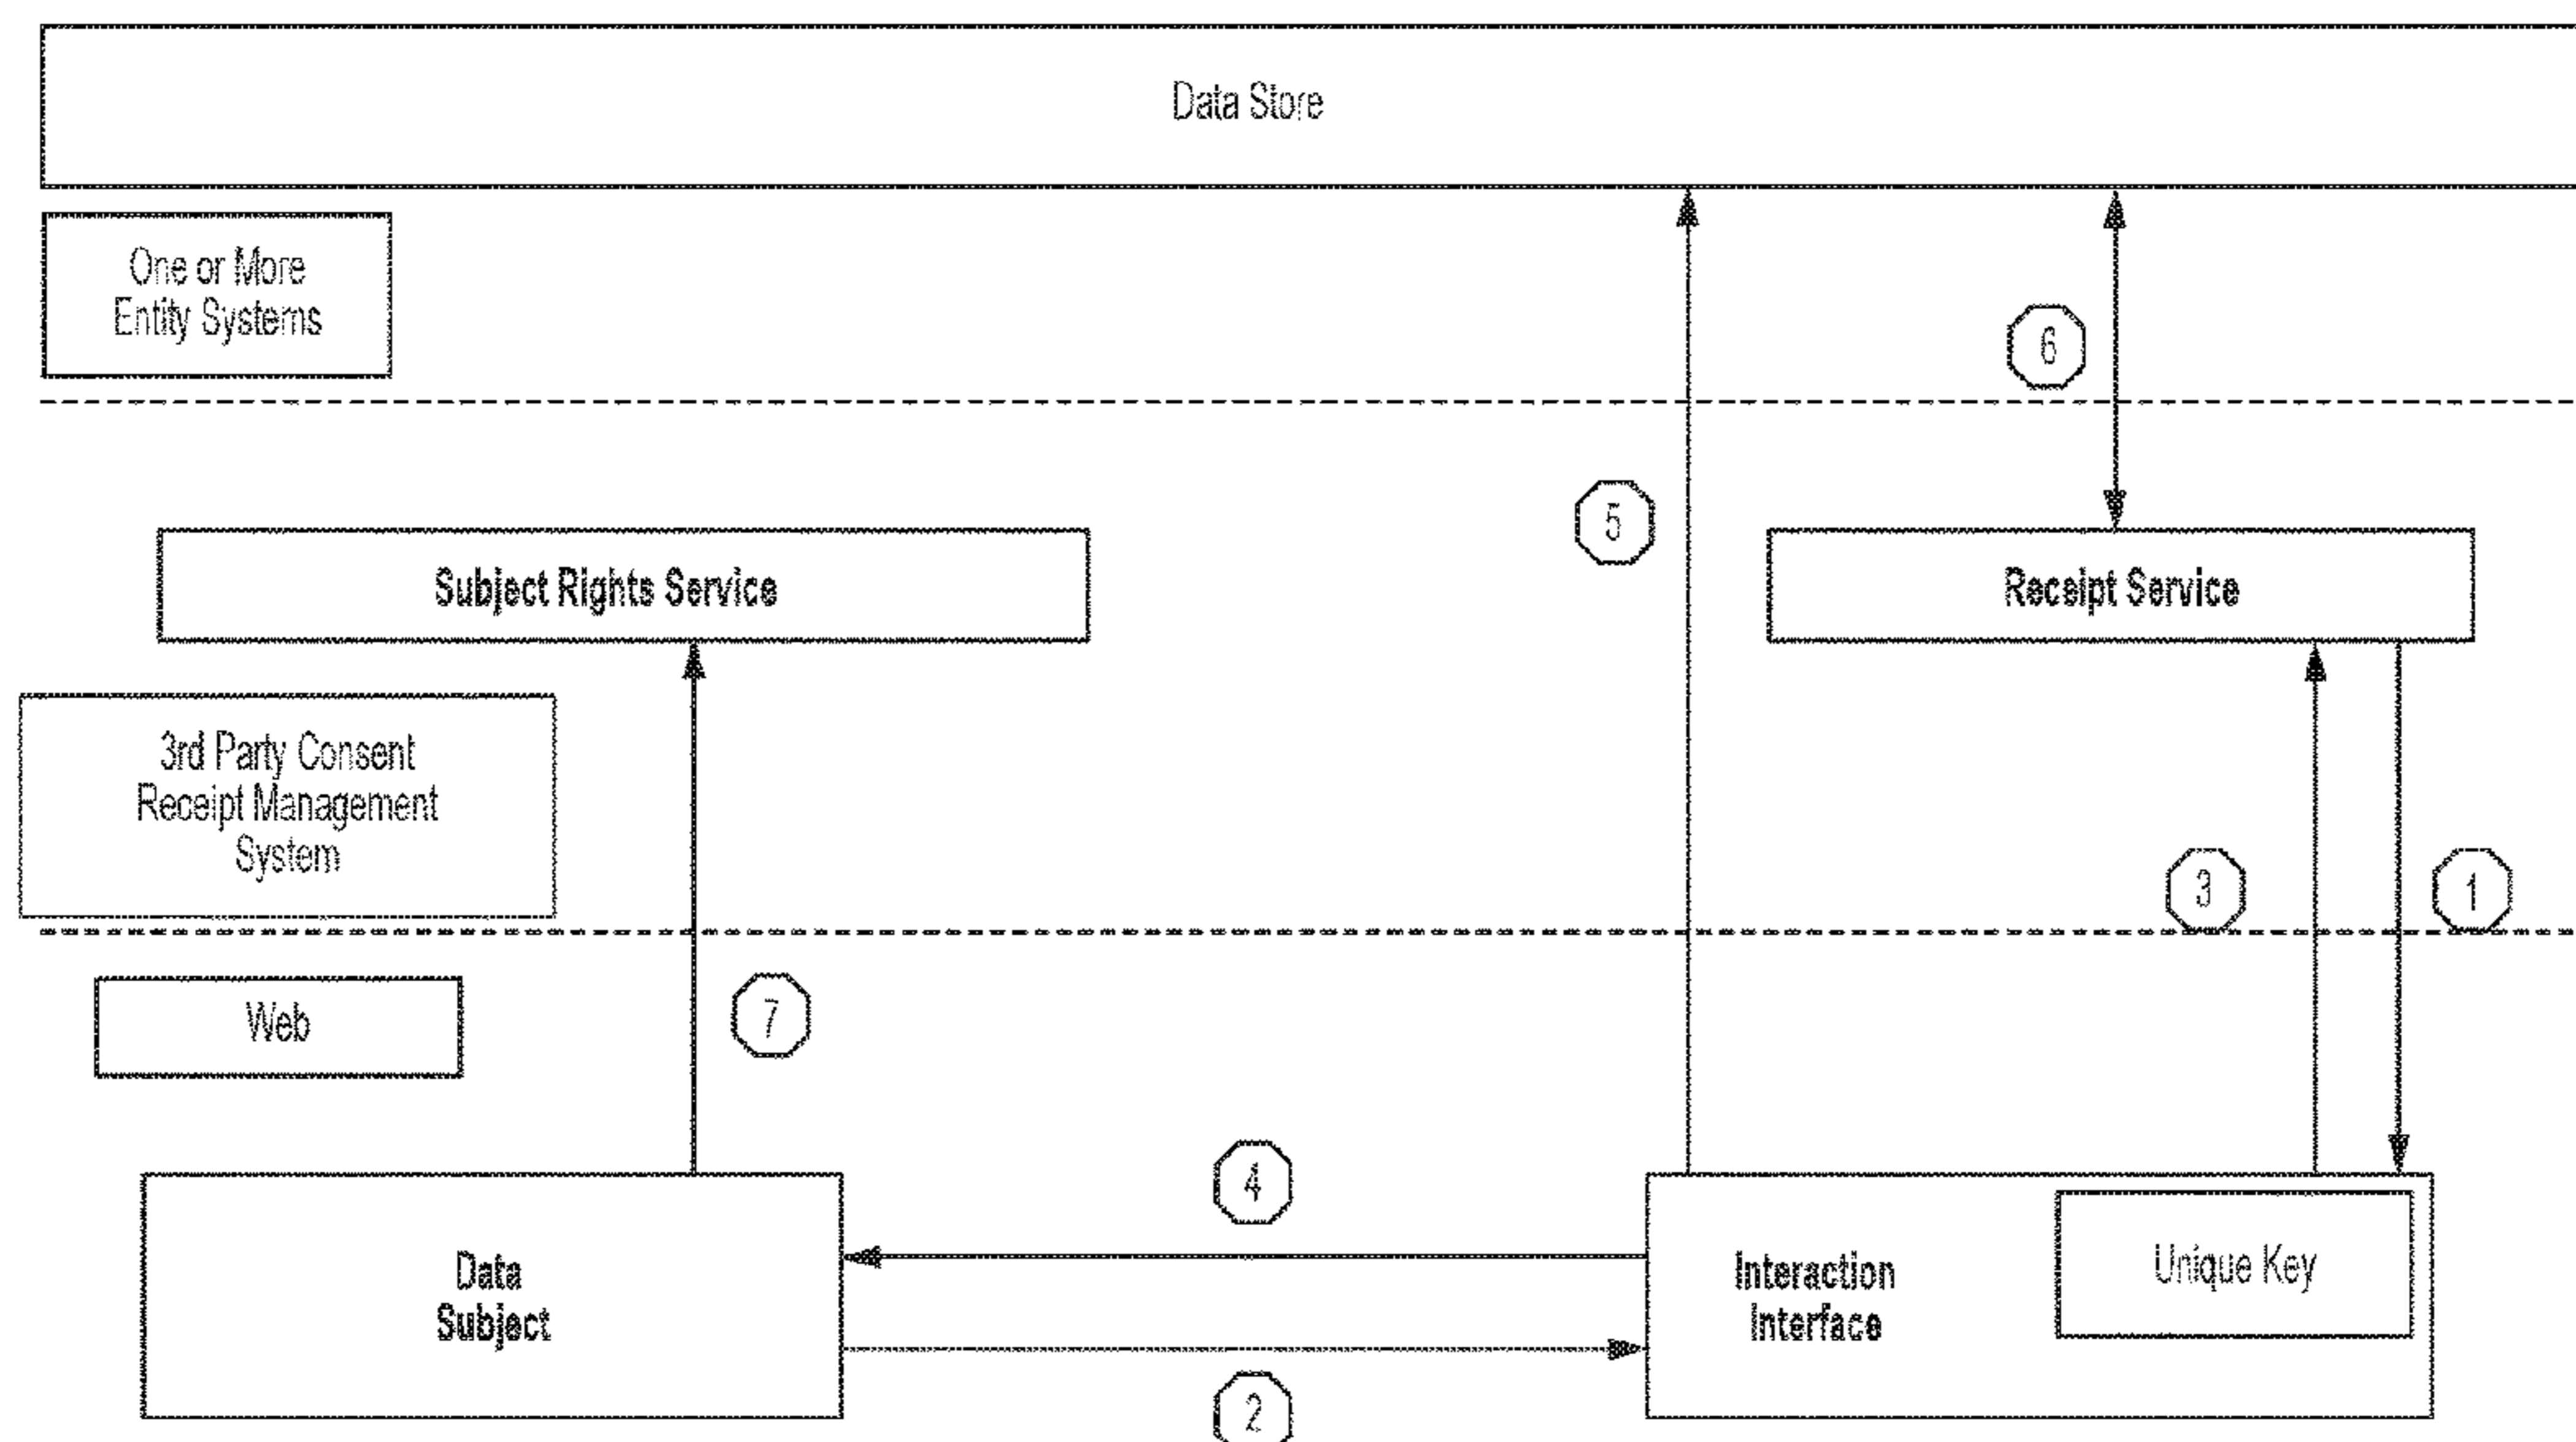 Data Store
One or More
Entity Systems
6
5
Subject Rights Service
Receipt Service
3rd Party Consent
Receipt Management
System
3
1
Web
7
4
Data
Subject
Interaction
Interface
Unique Key
2